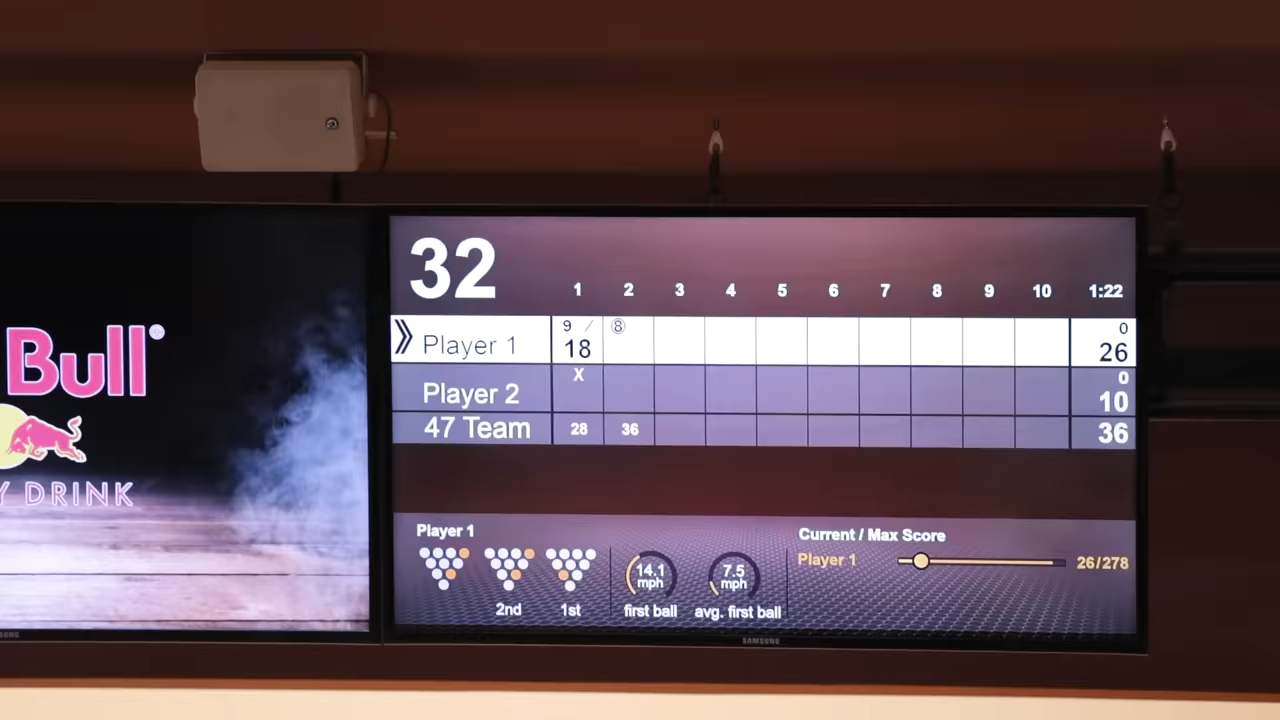 Bull
Y DRINK
SAMSUNG
32
1 2 3 4 5 6 7 8 9 10 1:22
9 / ⑧ 0
Player 1 18 26
X 0
Player 2 10
47 Team 28 36 36
Player 1
2nd 1st
14.1 mph
first ball
7.5 mph
avg. first ball
Current / Max Score
Player 1 26/278
SAMSUNG